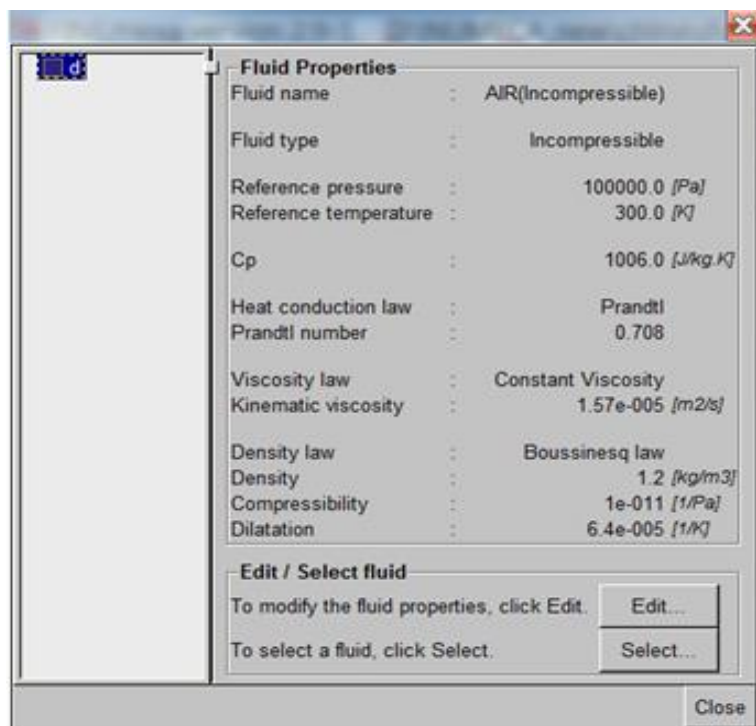 d
Fluid Properties
Fluid name : AIR(Incompressible)
Fluid type : Incompressible
Reference pressure : 100000.0 [Pa]
Reference temperature : 300.0 [K]
Cp : 1006.0 [J/kg.K]
Heat conduction law : Prandtl
Prandtl number : 0.708
Viscosity law : Constant Viscosity
Kinematic viscosity : 1.57e-005 [m2/s]
Density law : Boussinesq law
Density : 1.2 [kg/m3]
Compressibility : 1e-011 [1/Pa]
Dilatation : 6.4e-005 [1/K]
Edit / Select fluid
To modify the fluid properties, click Edit. Edit...
To select a fluid, click Select. Select...
Close